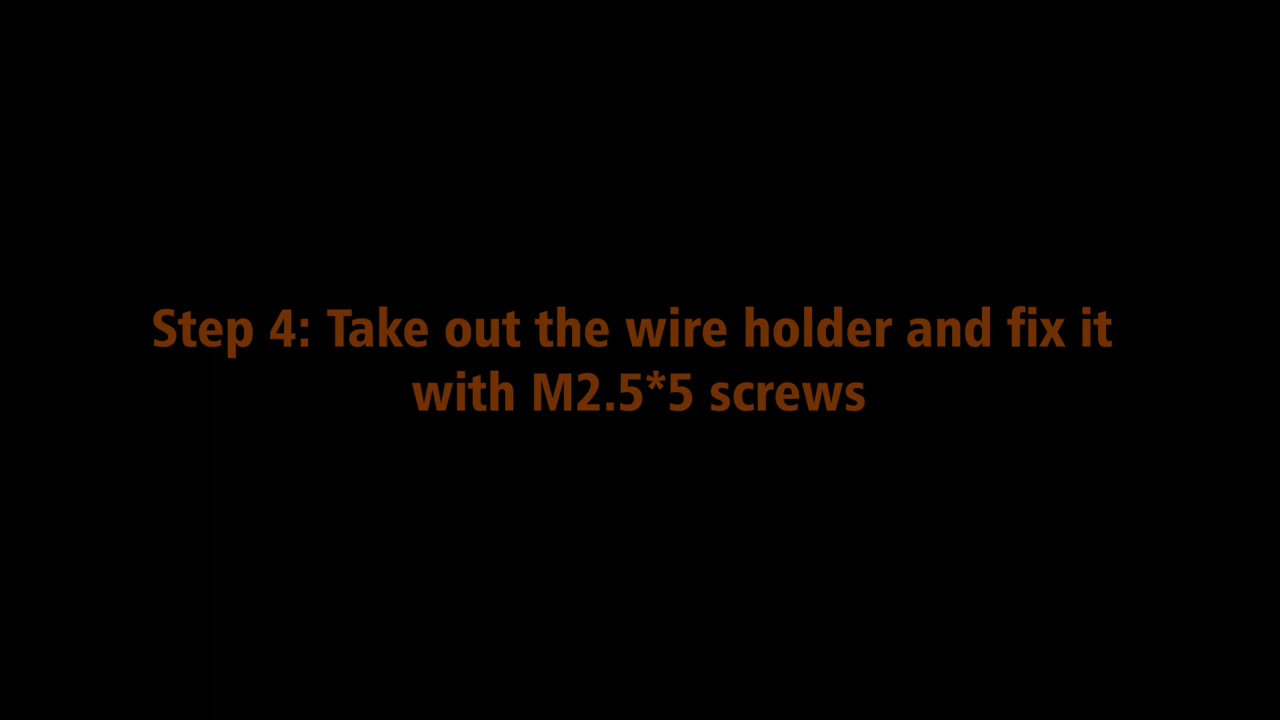 Step 4: Take out the wire holder and fix it
with M2.5*5 screws